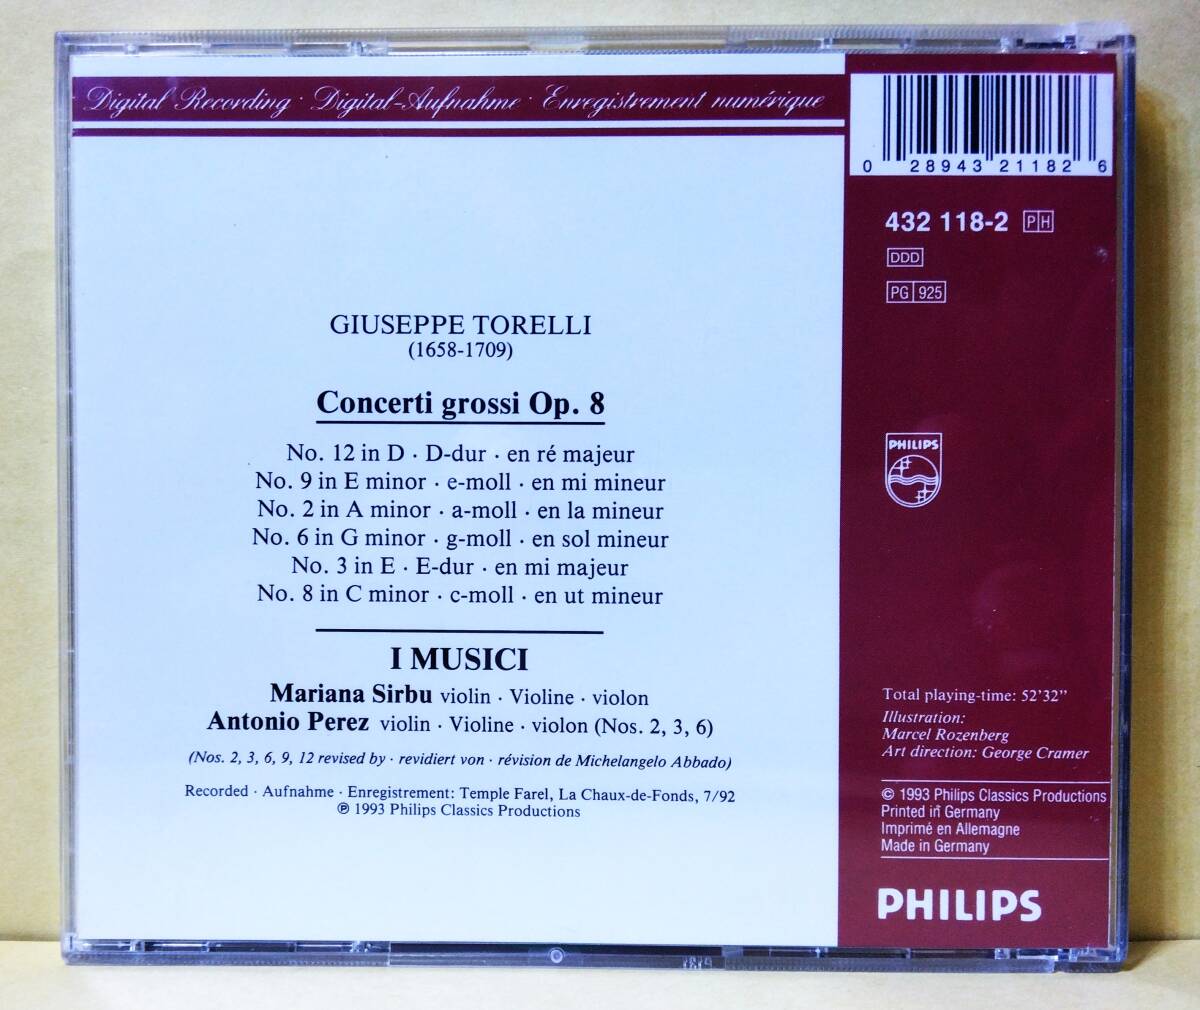 Digital Recording · Digital-Aufnahme · Enregistrement numérique
0 28943 21182 6
432 118-2 PH
DDD
PG 925
GIUSEPPE TORELLI
(1658-1709)
Concerti grossi Op. 8
No. 12 in D · D-dur · en ré majeur
No. 9 in E minor · e-moll · en mi mineur
No. 2 in A minor · a-moll · en la mineur
No. 6 in G minor · g-moll · en sol mineur
No. 3 in E · E-dur · en mi majeur
No. 8 in C minor · c-moll · en ut mineur
I MUSICI
Mariana Sirbu violin · Violine · violon
Antonio Perez violin · Violine · violon (Nos. 2, 3, 6)
(Nos. 2, 3, 6, 9, 12 revised by · revidiert von · révision de Michelangelo Abbado)
Recorded · Aufnahme · Enregistrement: Temple Farel, La Chaux-de-Fonds, 7/92
℗ 1993 Philips Classics Productions
PHILIPS
Total playing-time: 52'32"
Illustration:
Marcel Rozenberg
Art direction: George Cramer
© 1993 Philips Classics Productions
Printed in Germany
Imprimé en Allemagne
Made in Germany
PHILIPS